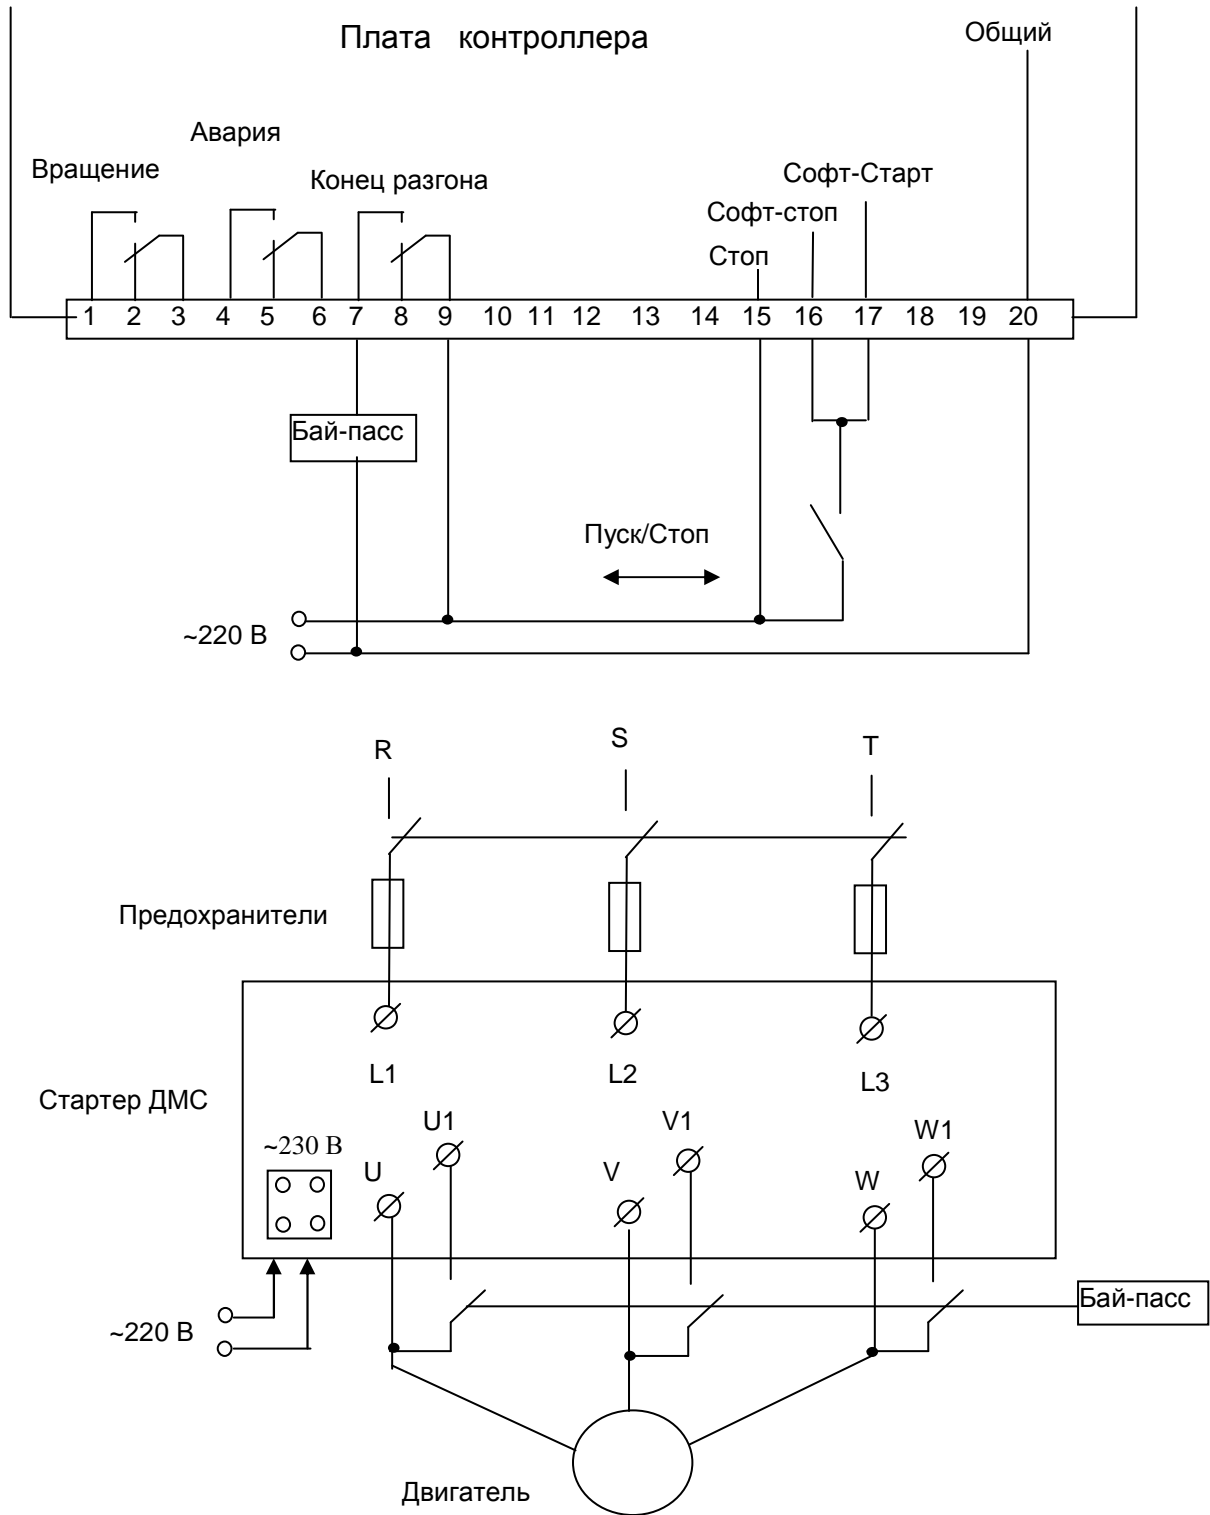 Плата контроллера
Общий
Авария
Вращение
Конец разгона
Софт-Старт
Софт-стоп
Стоп
1 2 3 4 5 6 7 8 9 10 11 12 13 14 15 16 17 18 19 20
Бай-пасс
Пуск/Стоп
~220 В
R S T
Предохранители
L1 L2 L3
Стартер ДМС
U1 V1 W1
~230 В
U V W
Бай-пасс
~220 В
Двигатель